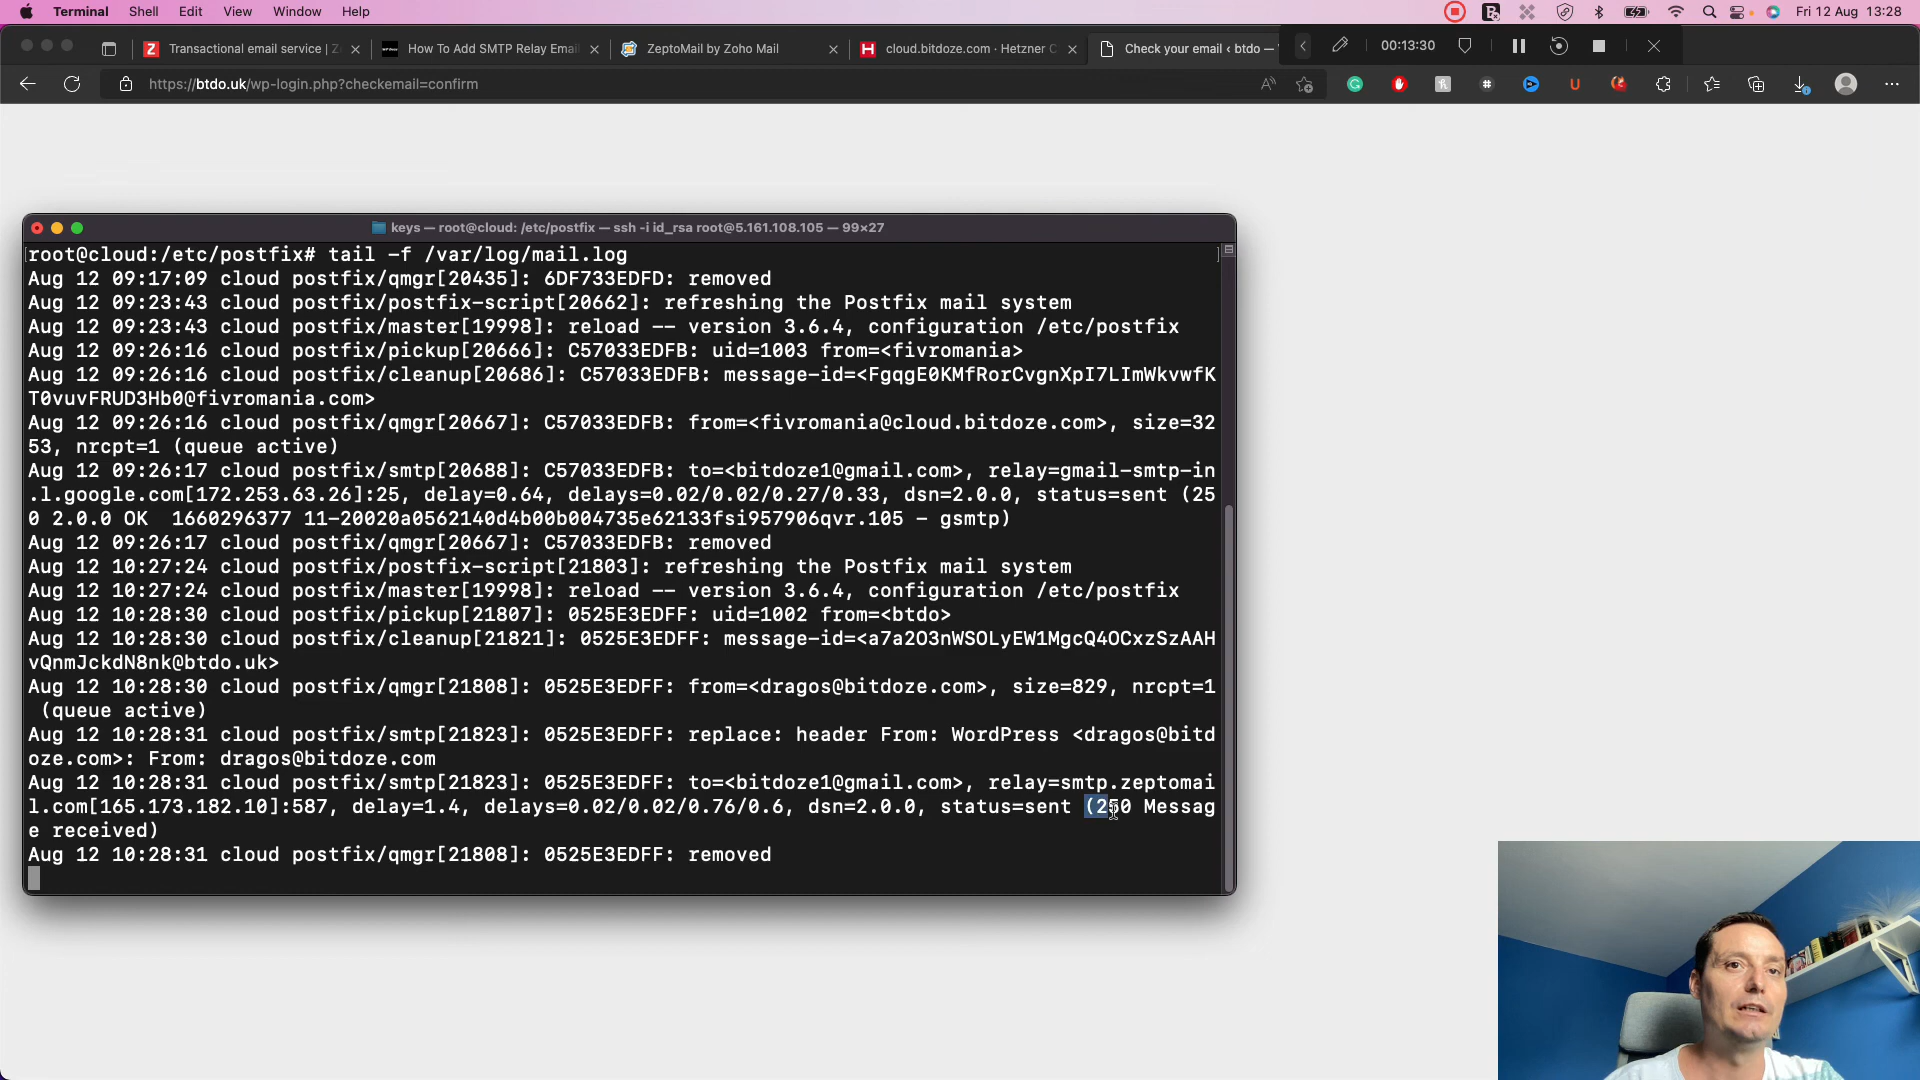 Terminal Shell Edit View Window Help Fri 12 Aug 13:28
Transactional email service | Z
How To Add SMTP Relay Email
ZeptoMail by Zoho Mail
cloud.bitdoze.com · Hetzner C
Check your email ‹ btdo —
00:13:30
https://btdo.uk/wp-login.php?checkemail=confirm
keys — root@cloud: /etc/postfix — ssh -i id_rsa root@5.161.108.105 — 99×27
root@cloud:/etc/postfix# tail -f /var/log/mail.log
Aug 12 09:17:09 cloud postfix/qmgr[20435]: 6DF733EDFD: removed
Aug 12 09:23:43 cloud postfix/postfix-script[20662]: refreshing the Postfix mail system
Aug 12 09:23:43 cloud postfix/master[19998]: reload -- version 3.6.4, configuration /etc/postfix
Aug 12 09:26:16 cloud postfix/pickup[20666]: C57033EDFB: uid=1003 from=<fivromania>
Aug 12 09:26:16 cloud postfix/cleanup[20686]: C57033EDFB: message-id=<FgqgE0KMfRorCvgnXpI7LImWkvwfK
T0vuvFRUD3Hb0@fivromania.com>
Aug 12 09:26:16 cloud postfix/qmgr[20667]: C57033EDFB: from=<fivromania@cloud.bitdoze.com>, size=32
53, nrcpt=1 (queue active)
Aug 12 09:26:17 cloud postfix/smtp[20688]: C57033EDFB: to=<bitdoze1@gmail.com>, relay=gmail-smtp-in
.l.google.com[172.253.63.26]:25, delay=0.64, delays=0.02/0.02/0.27/0.33, dsn=2.0.0, status=sent (25
0 2.0.0 OK  1660296377 11-20020a0562140d4b00b004735e62133fsi957906qvr.105 - gsmtp)
Aug 12 09:26:17 cloud postfix/qmgr[20667]: C57033EDFB: removed
Aug 12 10:27:24 cloud postfix/postfix-script[21803]: refreshing the Postfix mail system
Aug 12 10:27:24 cloud postfix/master[19998]: reload -- version 3.6.4, configuration /etc/postfix
Aug 12 10:28:30 cloud postfix/pickup[21807]: 0525E3EDFF: uid=1002 from=<btdo>
Aug 12 10:28:30 cloud postfix/cleanup[21821]: 0525E3EDFF: message-id=<a7a2O3nWSOLyEW1MgcQ4OCxzSzAAH
vQnmJckdN8nk@btdo.uk>
Aug 12 10:28:30 cloud postfix/qmgr[21808]: 0525E3EDFF: from=<dragos@bitdoze.com>, size=829, nrcpt=1
(queue active)
Aug 12 10:28:31 cloud postfix/smtp[21823]: 0525E3EDFF: replace: header From: WordPress <dragos@bitd
oze.com>: From: dragos@bitdoze.com
Aug 12 10:28:31 cloud postfix/smtp[21823]: 0525E3EDFF: to=<bitdoze1@gmail.com>, relay=smtp.zeptomai
l.com[165.173.182.10]:587, delay=1.4, delays=0.02/0.02/0.76/0.6, dsn=2.0.0, status=sent (250 Messag
e received)
Aug 12 10:28:31 cloud postfix/qmgr[21808]: 0525E3EDFF: removed